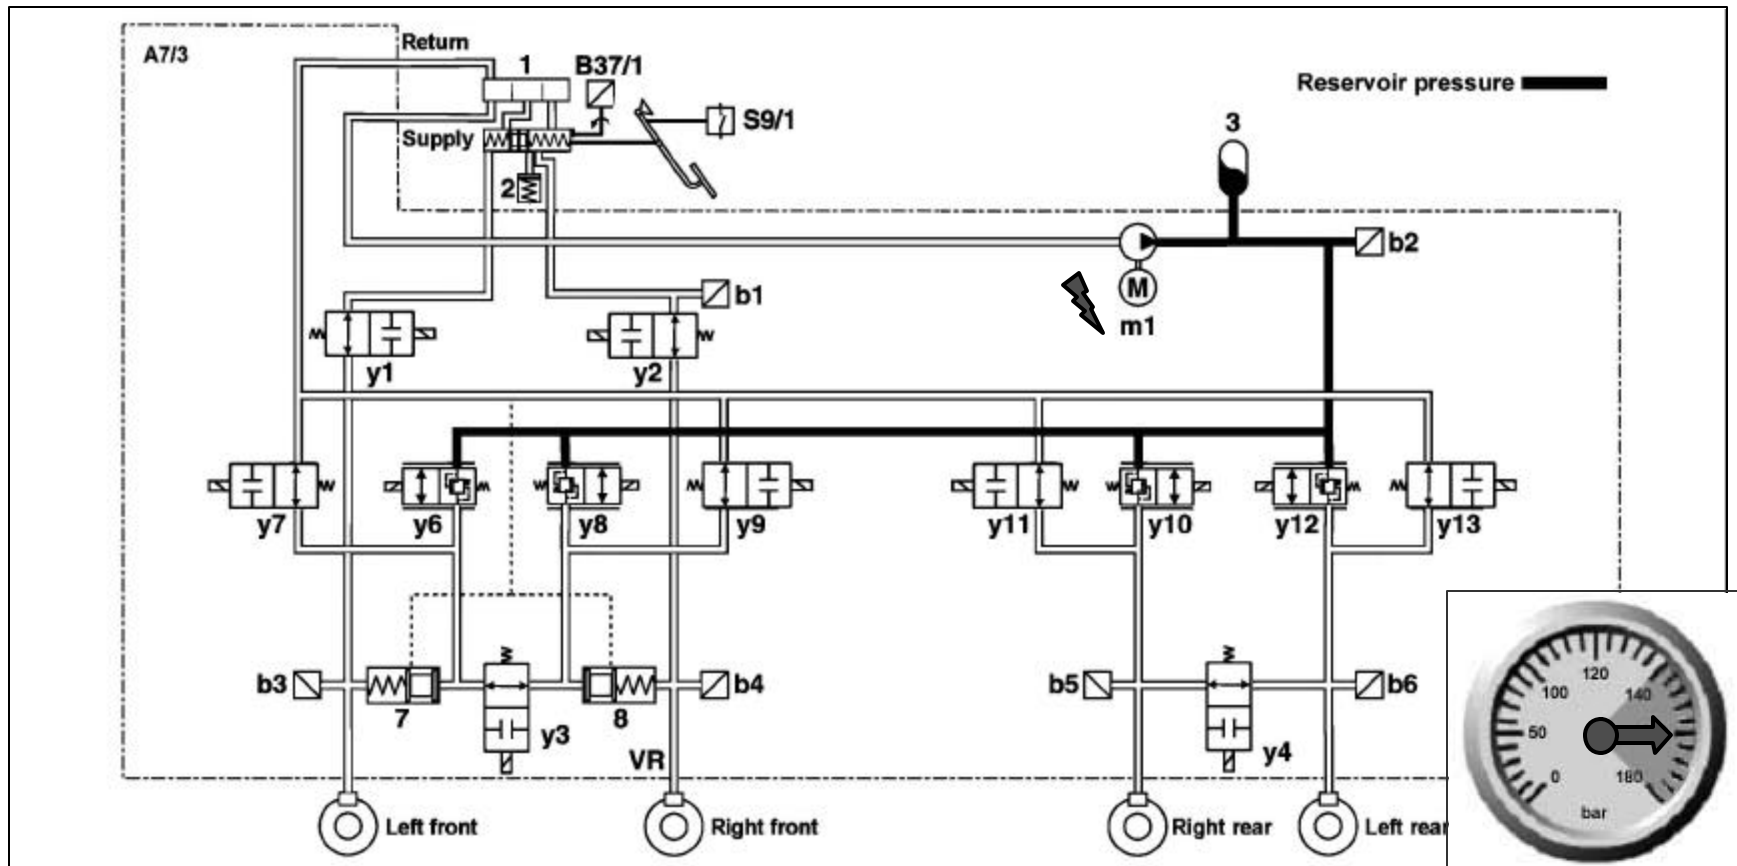 A7/3
Return
1
B37/1
Reservoir pressure
Supply
S9/1
3
2
b2
b1
M
m1
y1
y2
y7
y6
y8
y9
y11
y10
y12
y13
b3
b4
b5
b6
7
8
y3
y4
VR
Left front
Right front
Right rear
Left rear
120
100
140
50
0
180
bar